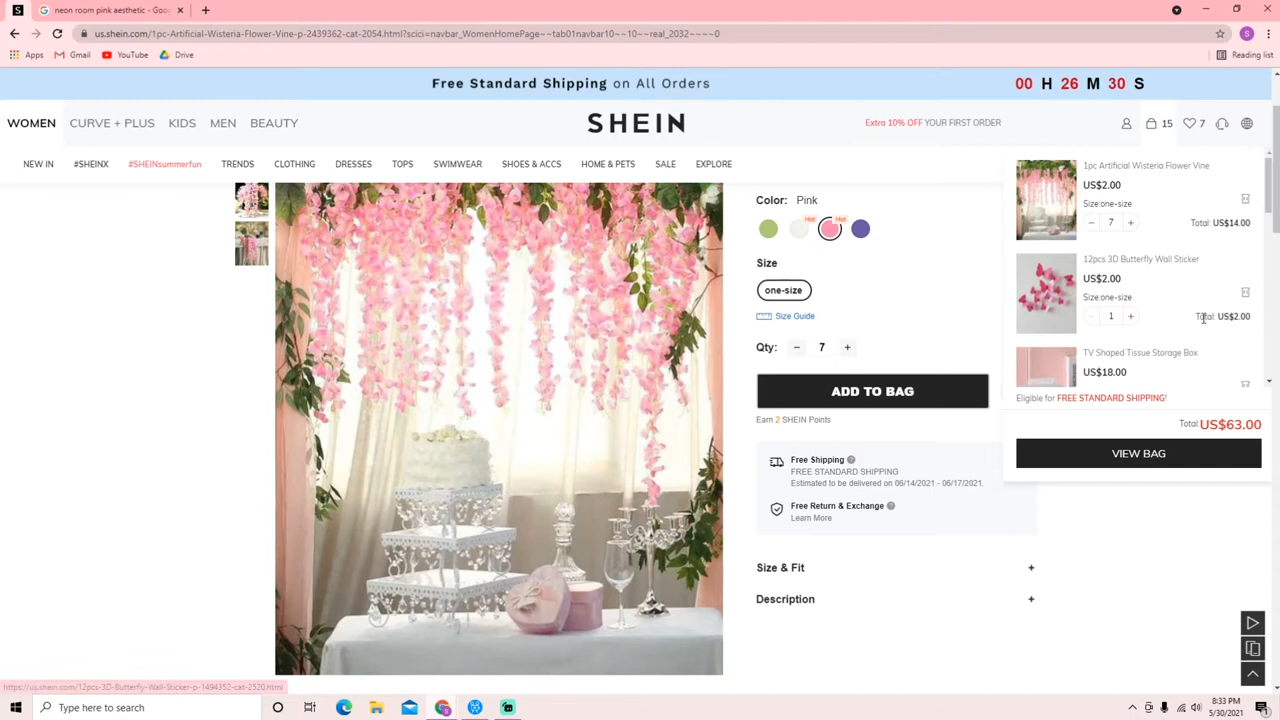 S
neon room pink aesthetic - Goo
us.shein.com/1pc-Artificial-Wisteria-Flower-Vine-p-2439362-cat-2054.html?scici=navbar_WomenHomePage~~tab01navbar10~~10~~real_2032~~~~0
S
Apps Gmail YouTube Drive Reading list
Free Standard Shipping on All Orders 00 H 26 M 30 S
WOMEN CURVE + PLUS KIDS MEN BEAUTY SHEIN Extra 10% OFF YOUR FIRST ORDER 15 7
NEW IN #SHEINX #SHEINsummerfun TRENDS CLOTHING DRESSES TOPS SWIMWEAR SHOES & ACCS HOME & PETS SALE EXPLORE
Color: Pink
Hot Hot
Size
one-size
Size Guide
Qty: − 7 +
ADD TO BAG
Earn 2 SHEIN Points
Free Shipping ?
FREE STANDARD SHIPPING
Estimated to be delivered on 06/14/2021 - 06/17/2021.
Free Return & Exchange ?
Learn More
Size & Fit +
Description +
1pc Artificial Wisteria Flower Vine
US$2.00
Size:one-size
− 7 + Total: US$14.00
12pcs 3D Butterfly Wall Sticker
US$2.00
Size:one-size
− 1 + Total: US$2.00
TV Shaped Tissue Storage Box
US$18.00
Eligible for FREE STANDARD SHIPPING!
Total: US$63.00
VIEW BAG
https://us.shein.com/12pcs-3D-Butterfly-Wall-Sticker-p-1494352-cat-2520.html
Type here to search
8:33 PM
5/30/2021